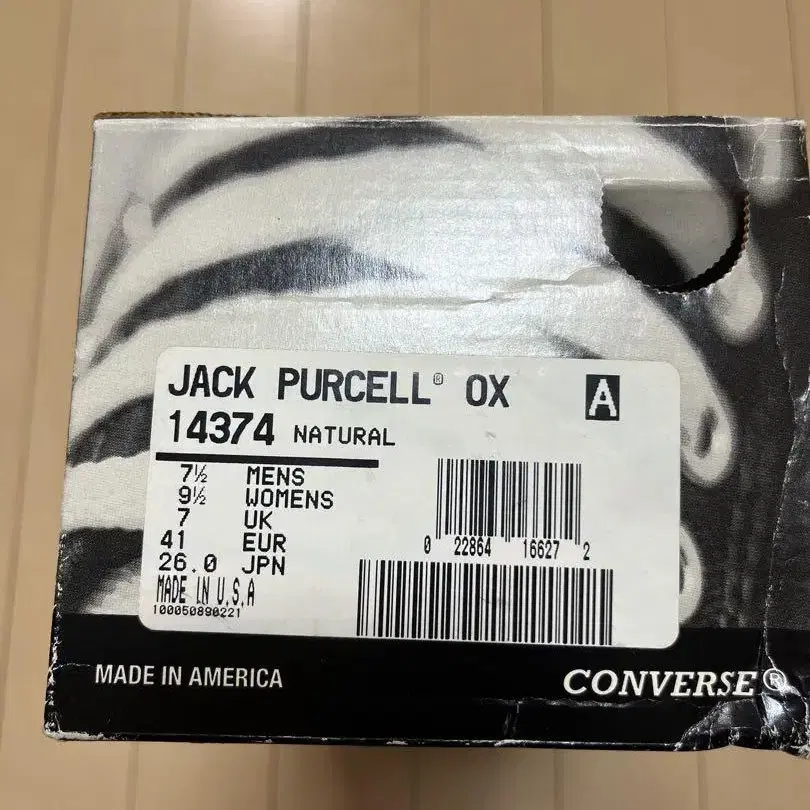 JACK PURCELL® OX
A
14374 NATURAL
7½ MENS
9½ WOMENS
7 UK
41 EUR
26.0 JPN
MADE IN U.S.A
100050890221
0 22864 16627 2
MADE IN AMERICA
CONVERSE®